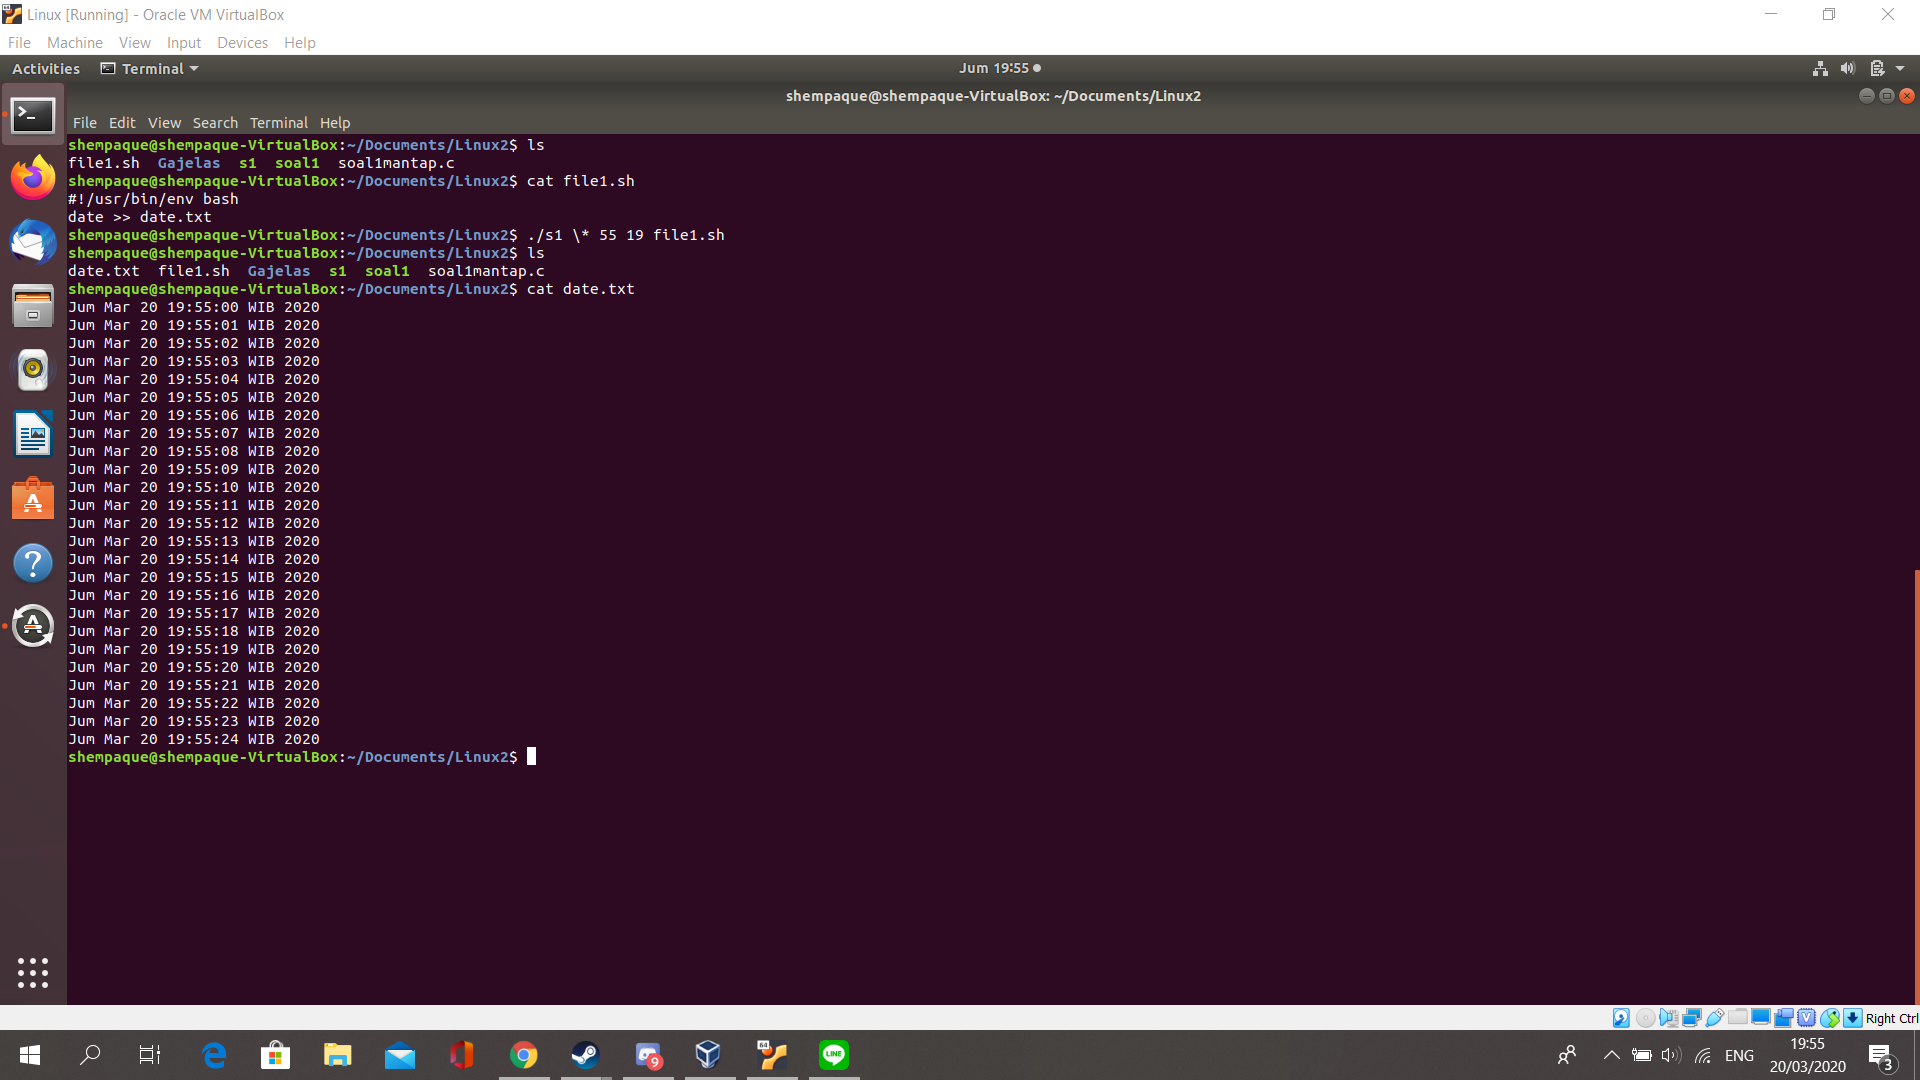 Linux [Running] - Oracle VM VirtualBox
File Machine View Input Devices Help
Activities Terminal Jum 19:55
shempaque@shempaque-VirtualBox: ~/Documents/Linux2
File Edit View Search Terminal Help
shempaque@shempaque-VirtualBox:~/Documents/Linux2$ ls
file1.sh Gajelas s1 soal1 soal1mantap.c
shempaque@shempaque-VirtualBox:~/Documents/Linux2$ cat file1.sh
#!/usr/bin/env bash
date >> date.txt
shempaque@shempaque-VirtualBox:~/Documents/Linux2$ ./s1 \* 55 19 file1.sh
shempaque@shempaque-VirtualBox:~/Documents/Linux2$ ls
date.txt file1.sh Gajelas s1 soal1 soal1mantap.c
shempaque@shempaque-VirtualBox:~/Documents/Linux2$ cat date.txt
Jum Mar 20 19:55:00 WIB 2020
Jum Mar 20 19:55:01 WIB 2020
Jum Mar 20 19:55:02 WIB 2020
Jum Mar 20 19:55:03 WIB 2020
Jum Mar 20 19:55:04 WIB 2020
Jum Mar 20 19:55:05 WIB 2020
Jum Mar 20 19:55:06 WIB 2020
Jum Mar 20 19:55:07 WIB 2020
Jum Mar 20 19:55:08 WIB 2020
Jum Mar 20 19:55:09 WIB 2020
Jum Mar 20 19:55:10 WIB 2020
Jum Mar 20 19:55:11 WIB 2020
Jum Mar 20 19:55:12 WIB 2020
Jum Mar 20 19:55:13 WIB 2020
Jum Mar 20 19:55:14 WIB 2020
Jum Mar 20 19:55:15 WIB 2020
Jum Mar 20 19:55:16 WIB 2020
Jum Mar 20 19:55:17 WIB 2020
Jum Mar 20 19:55:18 WIB 2020
Jum Mar 20 19:55:19 WIB 2020
Jum Mar 20 19:55:20 WIB 2020
Jum Mar 20 19:55:21 WIB 2020
Jum Mar 20 19:55:22 WIB 2020
Jum Mar 20 19:55:23 WIB 2020
Jum Mar 20 19:55:24 WIB 2020
shempaque@shempaque-VirtualBox:~/Documents/Linux2$
Right Ctrl
64
9
LINE
ENG
19:55
20/03/2020
3